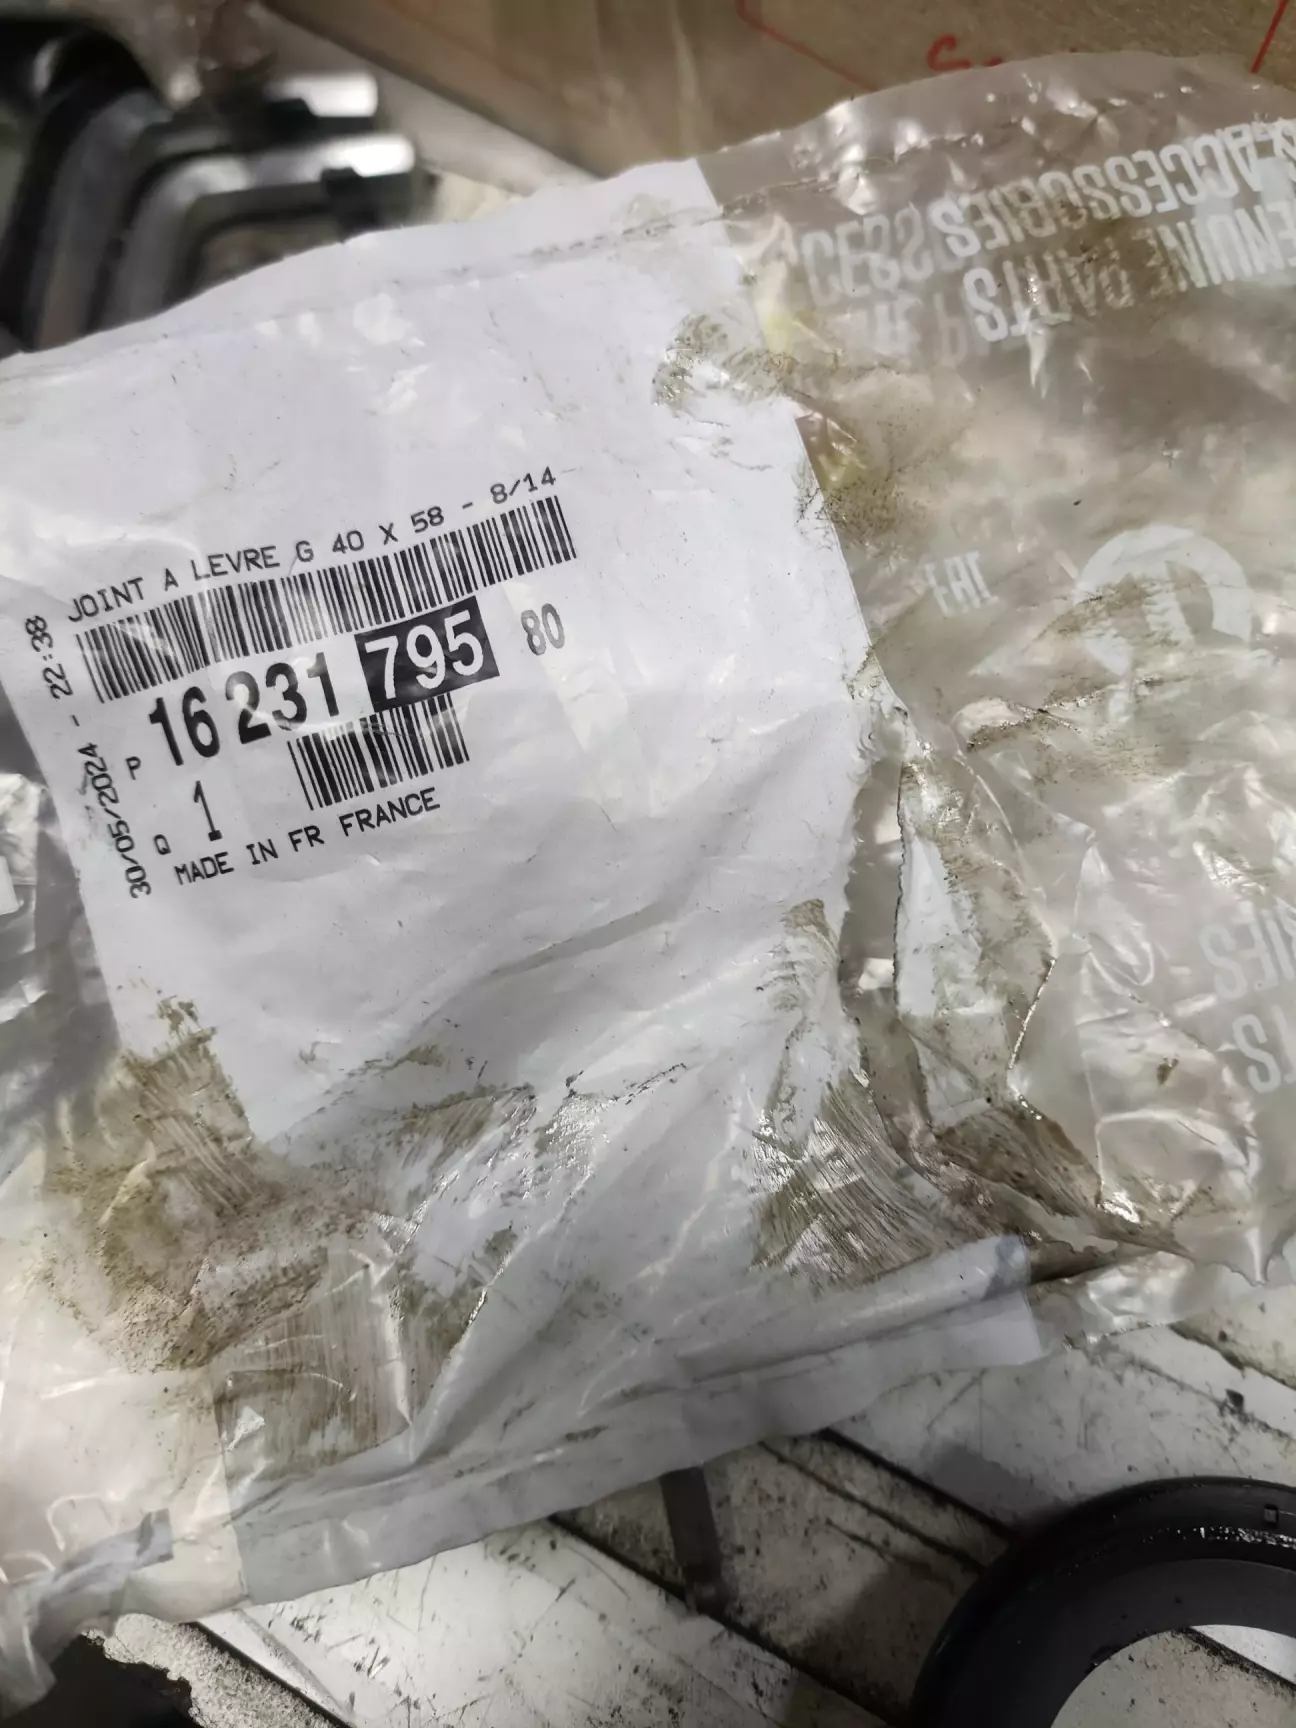 JOINT A LEVRE G 40 X 58 - 8/14
P 16 231 795 80
Q 1
MADE IN FR FRANCE
30/05/2024 - 22:38
& ACCESSORIES
GENUINE PARTS